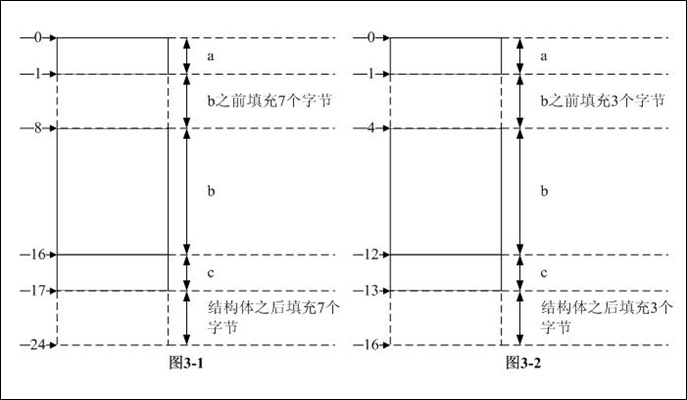 0
a
1
b之前填充7个字节
8
b
16
c
17
结构体之后填充7个
字节
24
图3-1
0
a
1
b之前填充3个字节
4
b
12
c
13
结构体之后填充3个
字节
16
图3-2